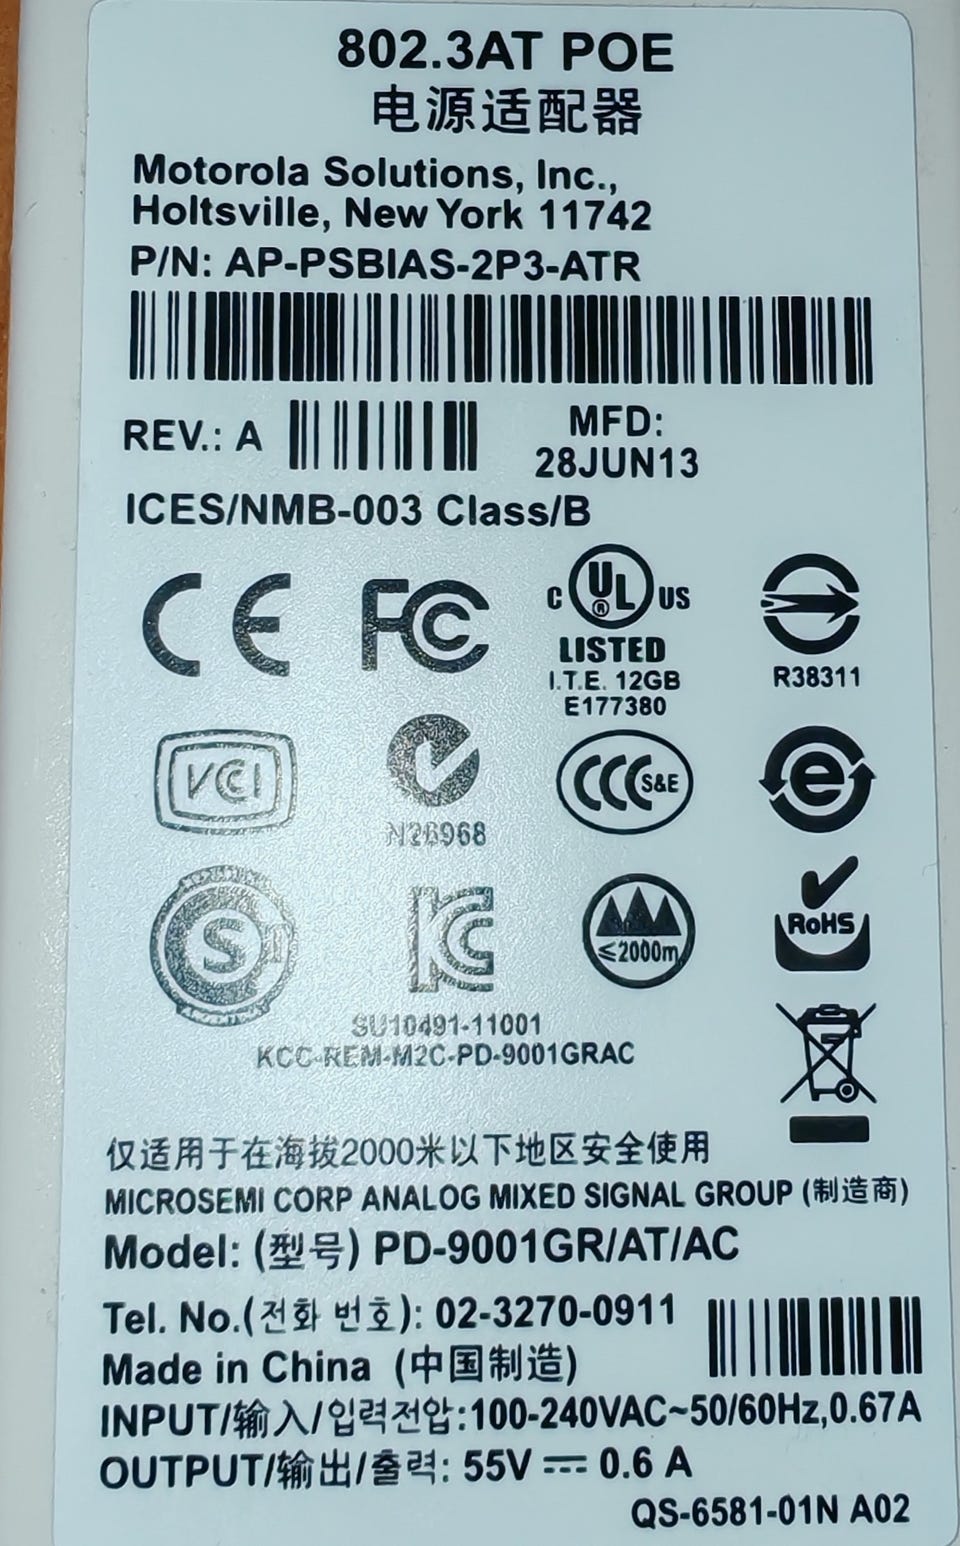 802.3AT POE
电源适配器
Motorola Solutions, Inc.,
Holtsville, New York 11742
P/N: AP-PSBIAS-2P3-ATR
REV.: A
MFD:
28JUN13
ICES/NMB-003 Class/B
CE
FC
C UL US
®
LISTED
I.T.E. 12GB
E177380
R38311
VCI
N26968
CCC S&E
e
S
KC
≤2000m
RoHS
SU10491-11001
KCC-REM-M2C-PD-9001GRAC
仅适用于在海拔2000米以下地区安全使用
MICROSEMI CORP ANALOG MIXED SIGNAL GROUP (制造商)
Model: (型号) PD-9001GR/AT/AC
Tel. No.(전화 번호): 02-3270-0911
Made in China (中国制造)
INPUT/输入/입력전압:100-240VAC~50/60Hz,0.67A
OUTPUT/输出/출력: 55V ⎓ 0.6 A
QS-6581-01N A02